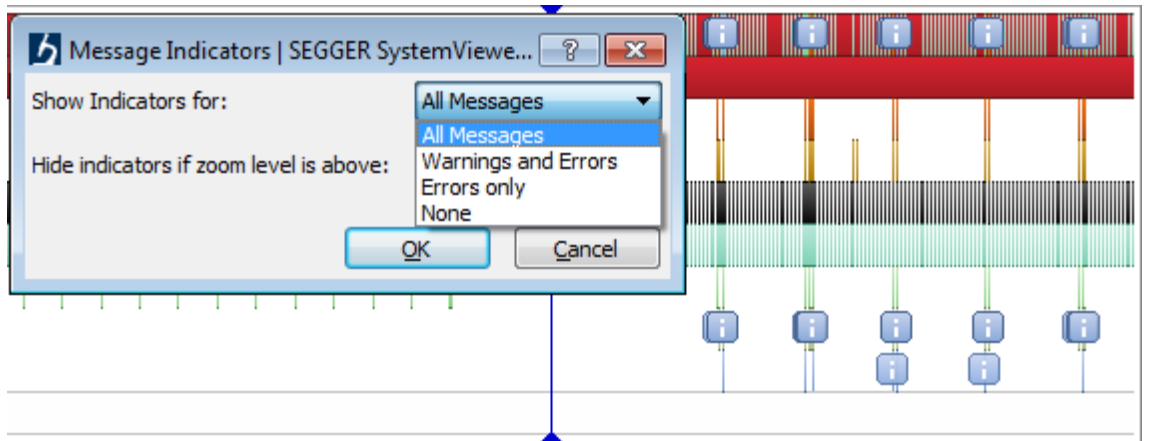 Message Indicators | SEGGER SystemViewe... ?
Show Indicators for:
All Messages
All Messages
Warnings and Errors
Hide indicators if zoom level is above:
Errors only
None
OK
Cancel